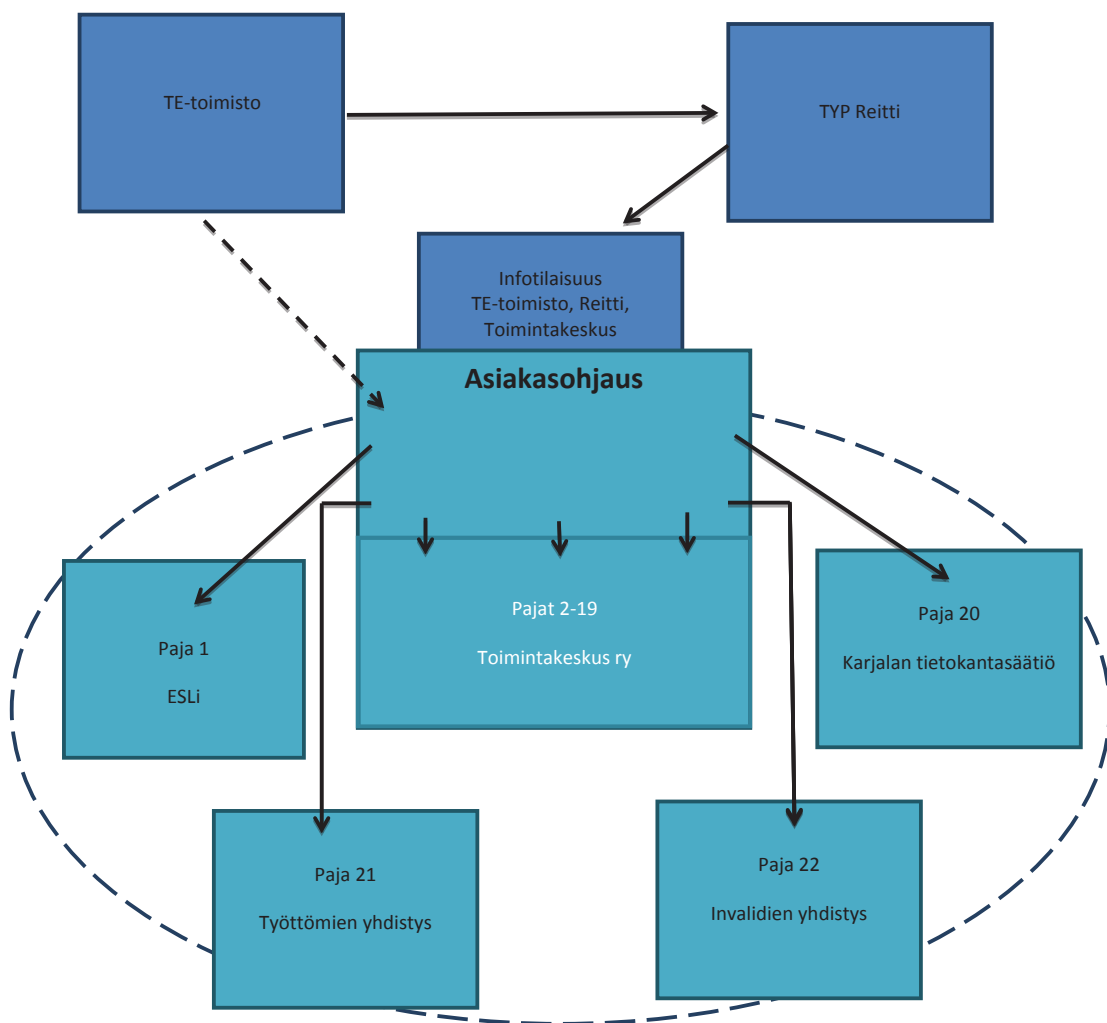 TE-toimisto
TYP Reitti
Infotilaisuus
TE-toimisto, Reitti,
Toimintakeskus
Asiakasohjaus
Paja 1
ESLi
Pajat 2-19
Toimintakeskus ry
Paja 20
Karjalan tietokantasäätiö
Paja 21
Työttömien yhdistys
Paja 22
Invalidien yhdistys